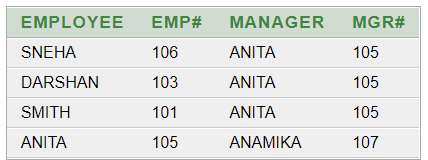 EMPLOYEE EMP# MANAGER MGR#
SNEHA 106 ANITA 105
DARSHAN 103 ANITA 105
SMITH 101 ANITA 105
ANITA 105 ANAMIKA 107